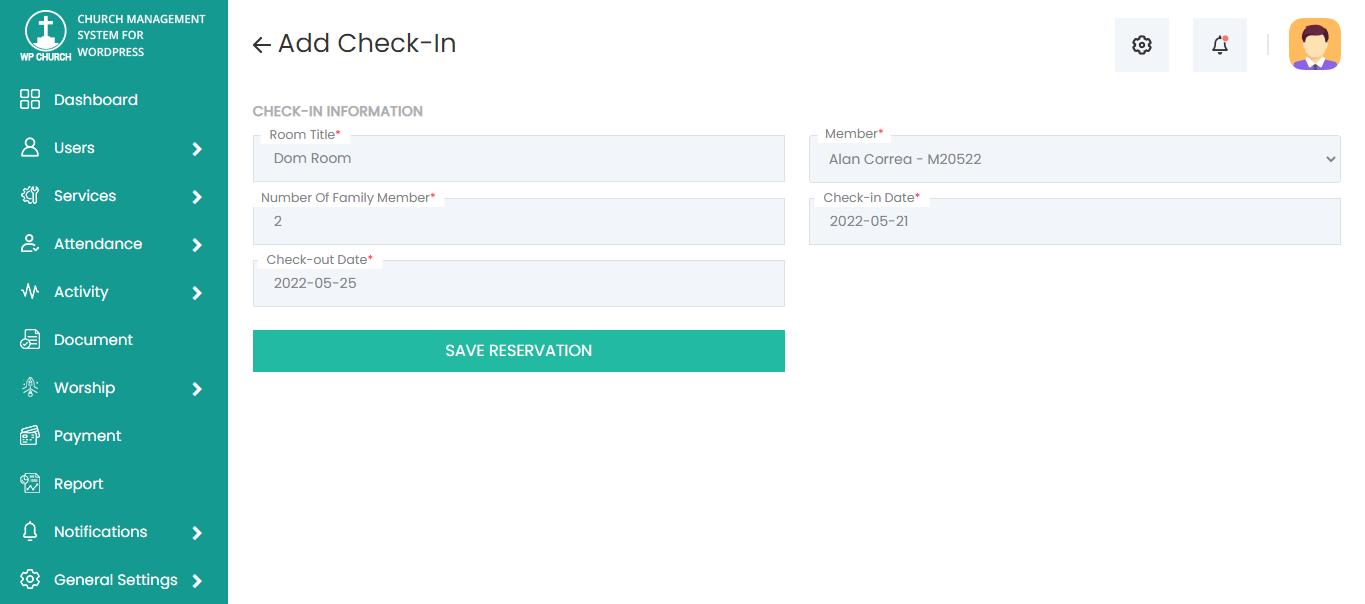 CHURCH MANAGEMENT
SYSTEM FOR
WORDPRESS
WP CHURCH
Dashboard
Users
Services
Attendance
Activity
Document
Worship
Payment
Report
Notifications
General Settings
Add Check-In
CHECK-IN INFORMATION
Room Title*
Dom Room
Member*
Alan Correa - M20522
Number Of Family Member*
2
Check-in Date*
2022-05-21
Check-out Date*
2022-05-25
SAVE RESERVATION